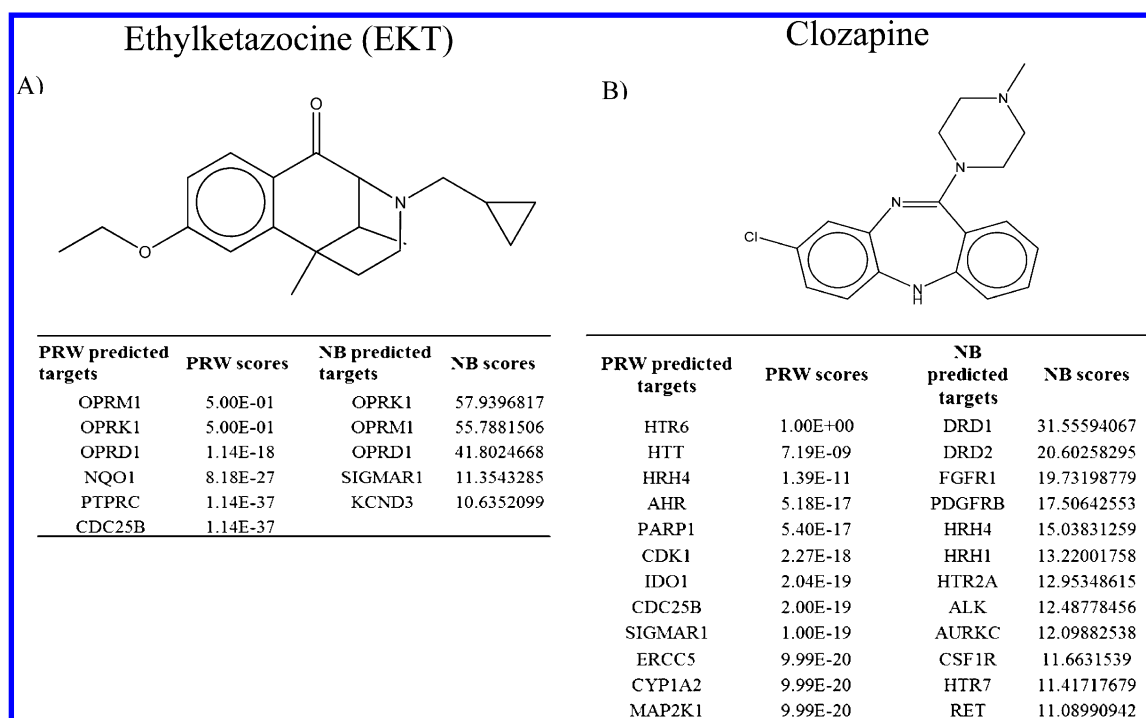 Ethylketazocine (EKT)
Clozapine
A)
B)
O
N
O
N
N
N
Cl
N
H
PRW predicted targets PRW scores NB predicted targets NB scores
OPRM1 5.00E-01 OPRK1 57.9396817
OPRK1 5.00E-01 OPRM1 55.7881506
OPRD1 1.14E-18 OPRD1 41.8024668
NQO1 8.18E-27 SIGMAR1 11.3543285
PTPRC 1.14E-37 KCND3 10.6352099
CDC25B 1.14E-37
PRW predicted targets PRW scores NB predicted targets NB scores
HTR6 1.00E+00 DRD1 31.55594067
HTT 7.19E-09 DRD2 20.60258295
HRH4 1.39E-11 FGFR1 19.73198779
AHR 5.18E-17 PDGFRB 17.50642553
PARP1 5.40E-17 HRH4 15.03831259
CDK1 2.27E-18 HRH1 13.22001758
IDO1 2.04E-19 HTR2A 12.95348615
CDC25B 2.00E-19 ALK 12.48778456
SIGMAR1 1.00E-19 AURKC 12.09882538
ERCC5 9.99E-20 CSF1R 11.6631539
CYP1A2 9.99E-20 HTR7 11.41717679
MAP2K1 9.99E-20 RET 11.08990942